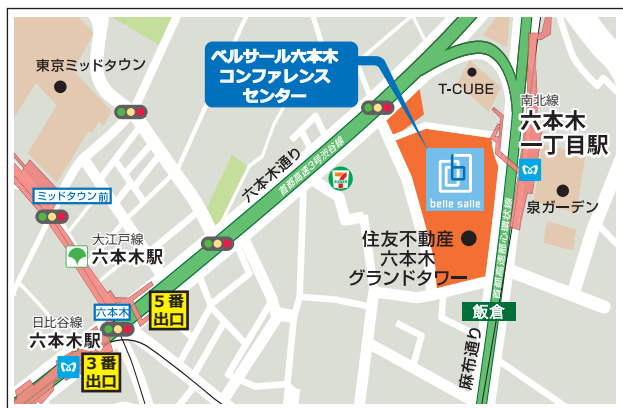 ベルサール六本木
コンファレンス
センター
東京ミッドタウン
T-CUBE
南北線
六本木
一丁目駅
六本木通り
首都高速3号渋谷線
7
belle salle
泉ガーデン
ミッドタウン前
大江戸線
六本木駅
住友不動産
六本木
グランドタワー
首都高速都心環状線
飯倉
麻布通り
六本木
5番
出口
日比谷線
六本木駅
3番
出口